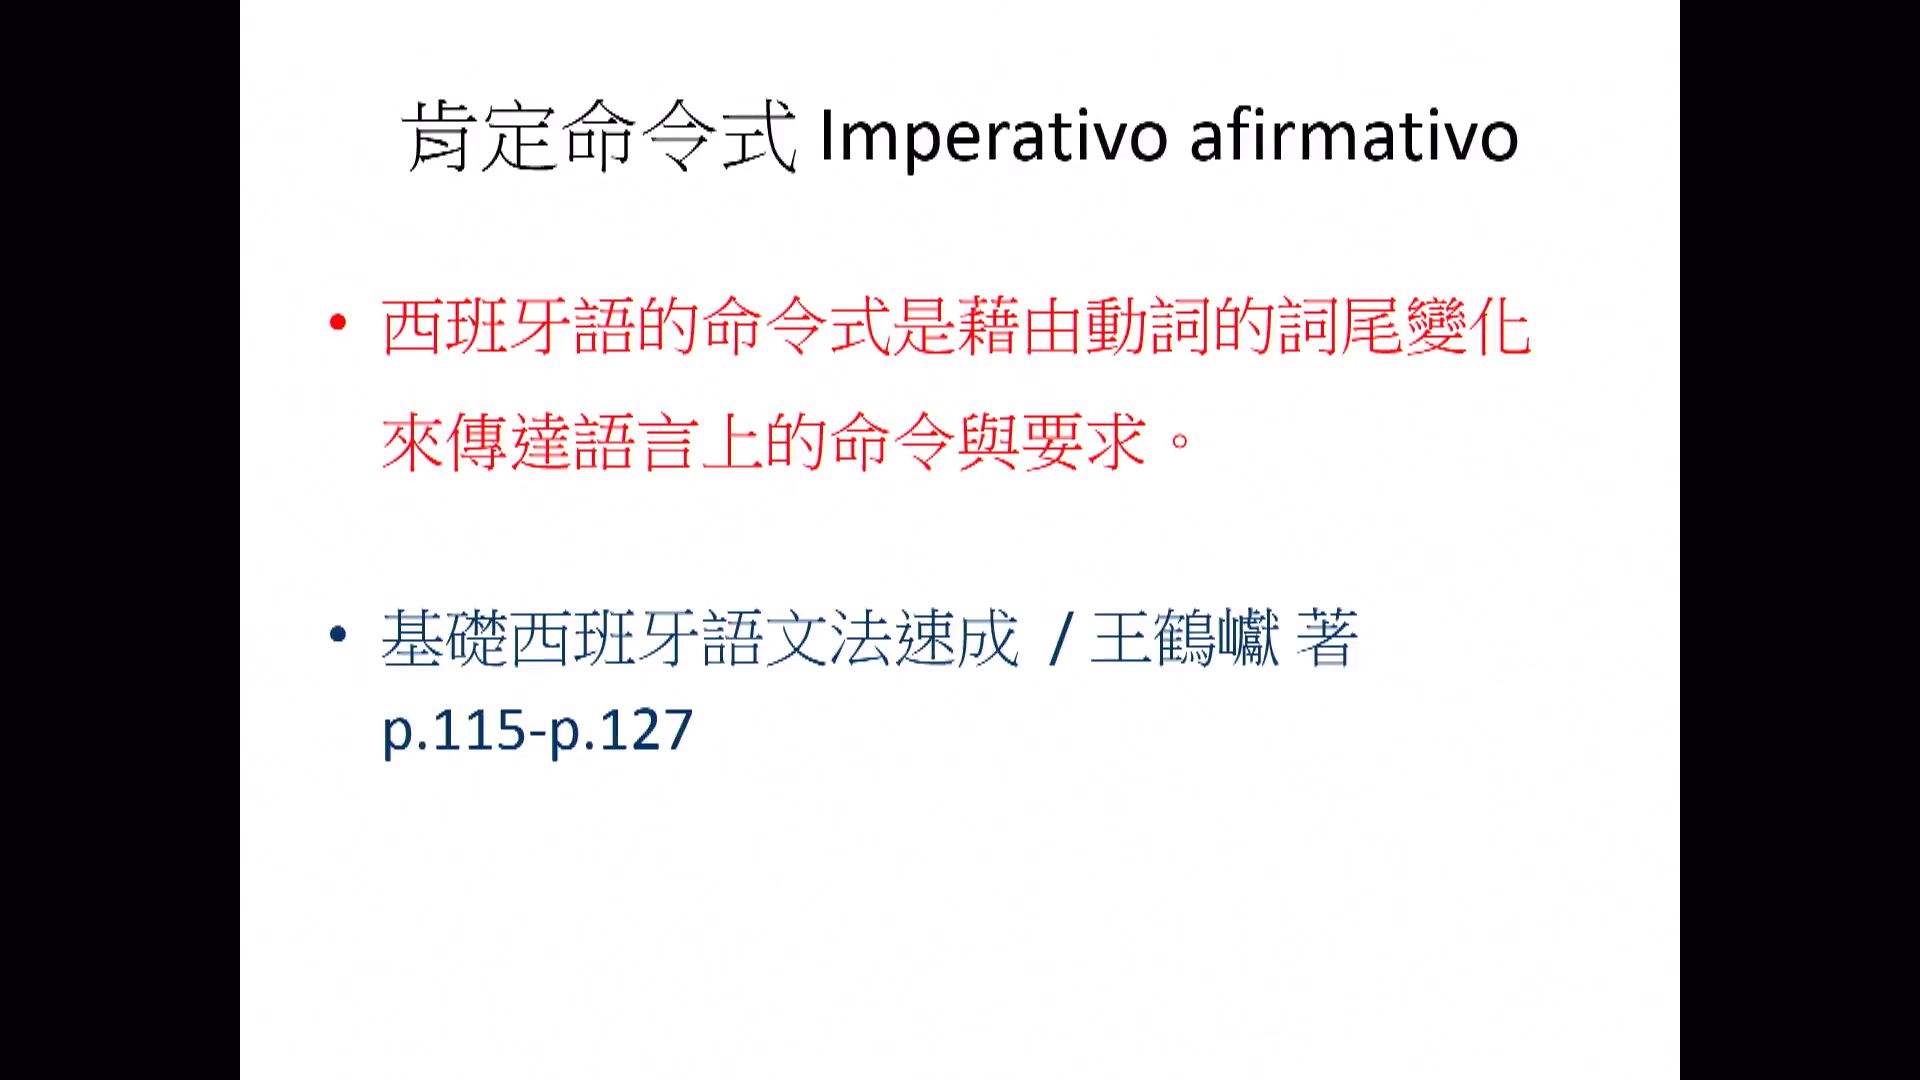 肯定命令式 Imperativo afirmativo
• 西班牙語的命令式是藉由動詞的詞尾變化
來傳達語言上的命令與要求。
• 基礎西班牙語文法速成 / 王鶴巘 著
p.115-p.127